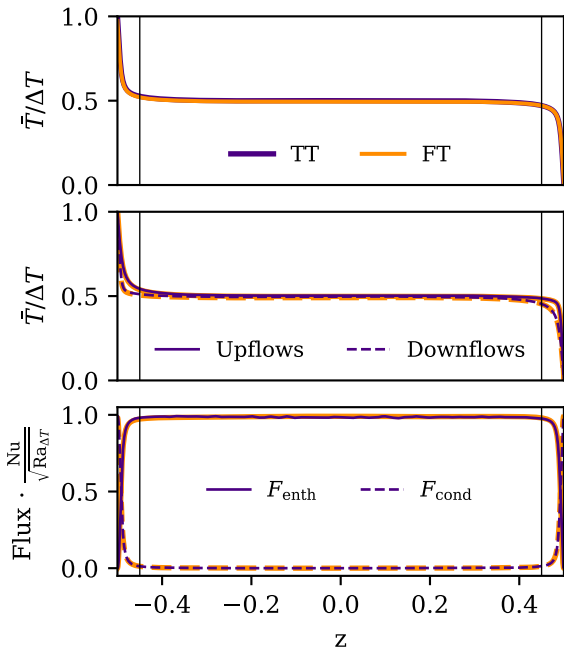 1.0
0.5
0.0
T̄/ΔT
TT FT
1.0
0.5
0.0
T̄/ΔT
Upflows Downflows
1.0
0.5
0.0
Flux · Nu/√Ra_ΔT
F_enth F_cond
−0.4 −0.2 0.0 0.2 0.4
z